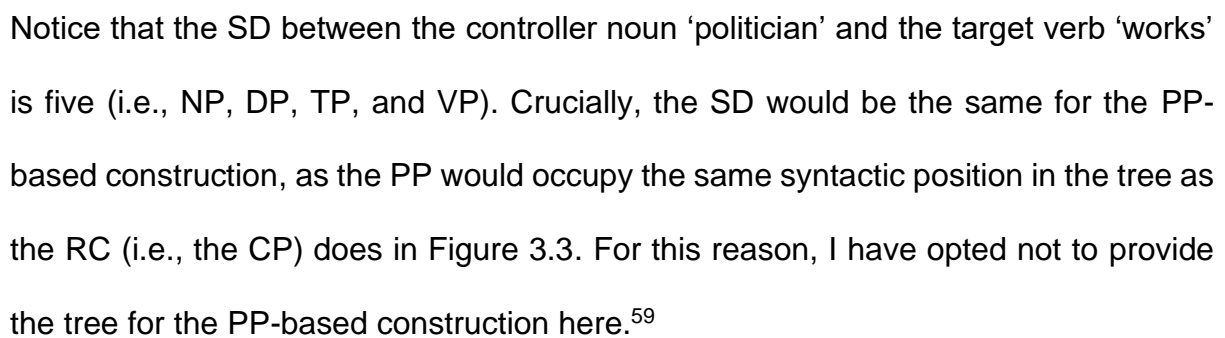 Notice that the SD between the controller noun ‘politician’ and the target verb ‘works’
is five (i.e., NP, DP, TP, and VP). Crucially, the SD would be the same for the PP-
based construction, as the PP would occupy the same syntactic position in the tree as
the RC (i.e., the CP) does in Figure 3.3. For this reason, I have opted not to provide
the tree for the PP-based construction here.59